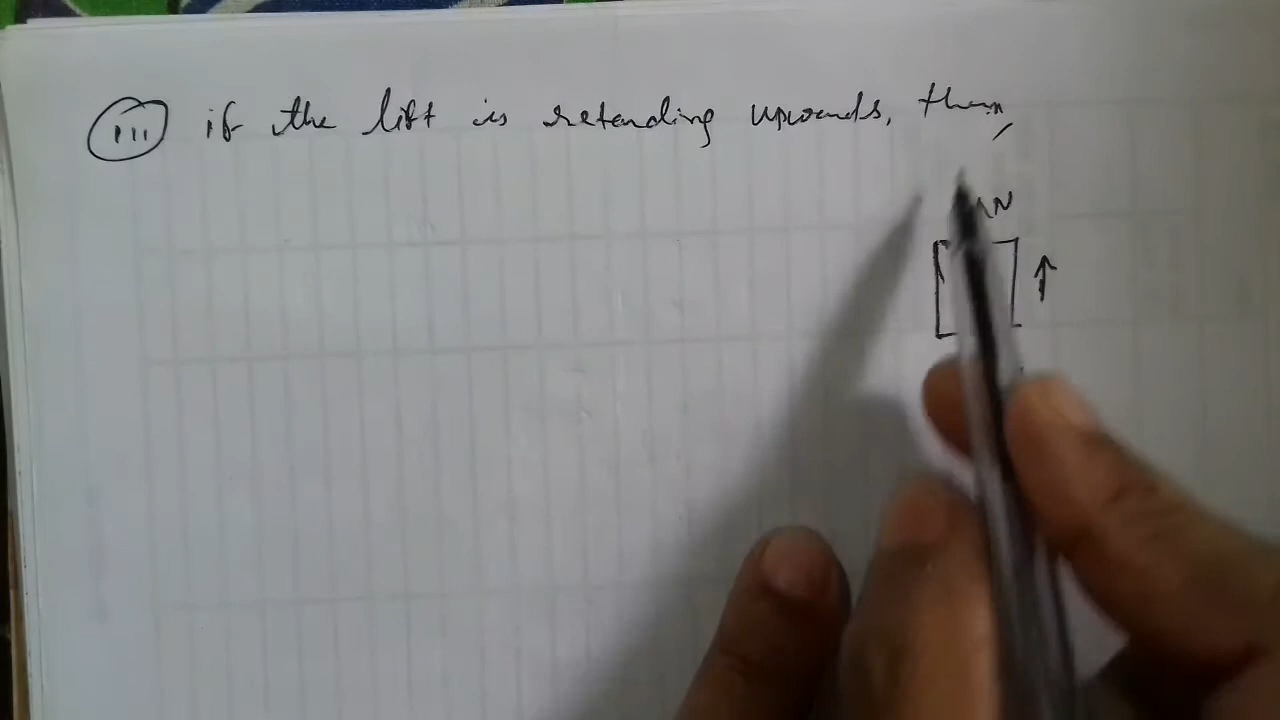 (iii) if the lift is retarding upwards, then,
N